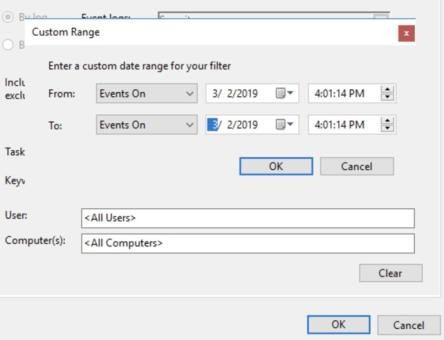 By log
Event logs:
Custom Range
x
B
Enter a custom date range for your filter
Inclu
exclu
From: Events On 3/ 2/2019 4:01:14 PM
To: Events On 3/ 2/2019 4:01:14 PM
Task
OK Cancel
Keyw
User: <All Users>
Computer(s): <All Computers>
Clear
OK Cancel